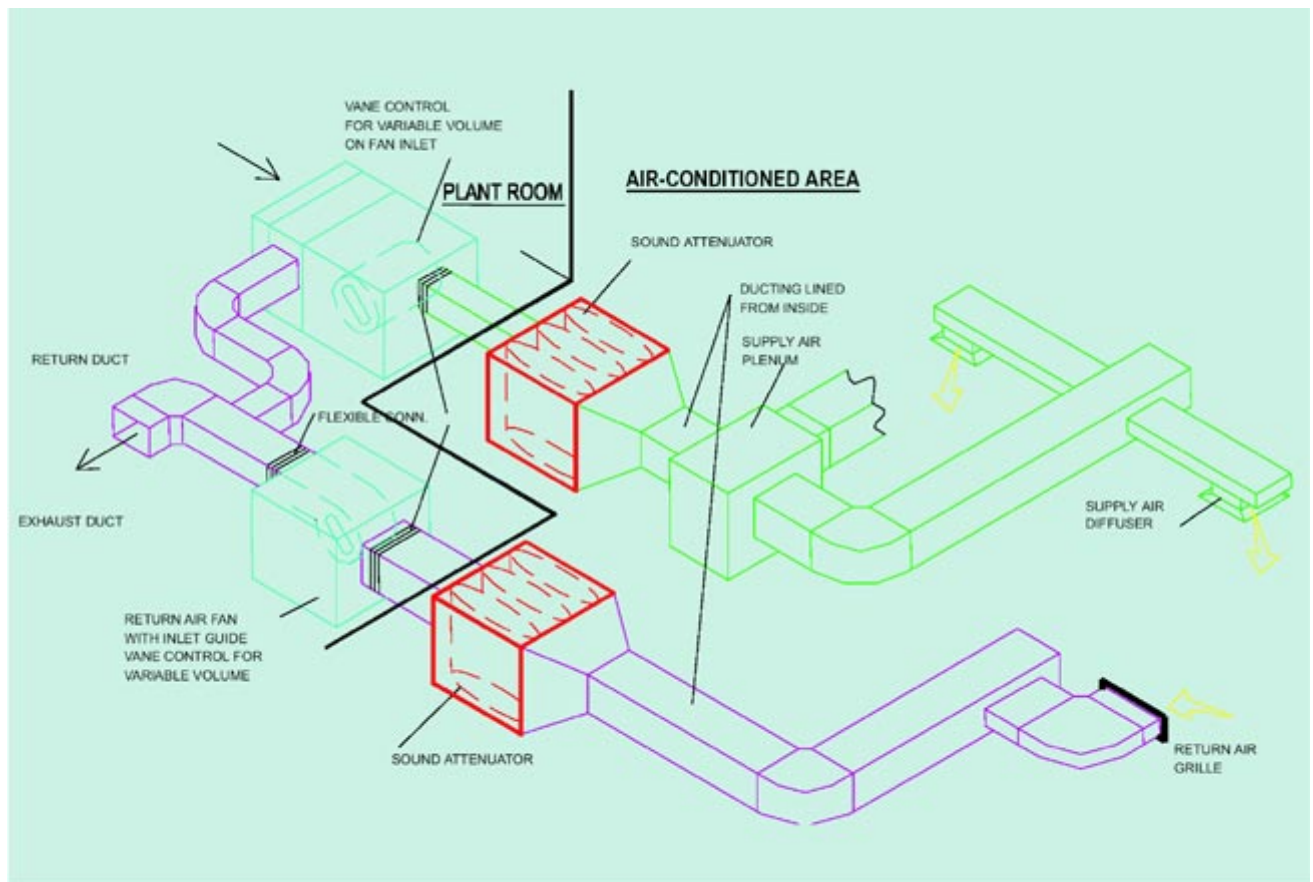 VANE CONTROL
FOR VARIABLE VOLUME
ON FAN INLET
PLANT ROOM
AIR-CONDITIONED AREA
SOUND ATTENUATOR
DUCTING LINED
FROM INSIDE
SUPPLY AIR
PLENUM
RETURN DUCT
FLEXIBLE CONN.
EXHAUST DUCT
SUPPLY AIR
DIFFUSER
RETURN AIR FAN
WITH INLET GUIDE
VANE CONTROL FOR
VARIABLE VOLUME
SOUND ATTENUATOR
RETURN AIR
GRILLE